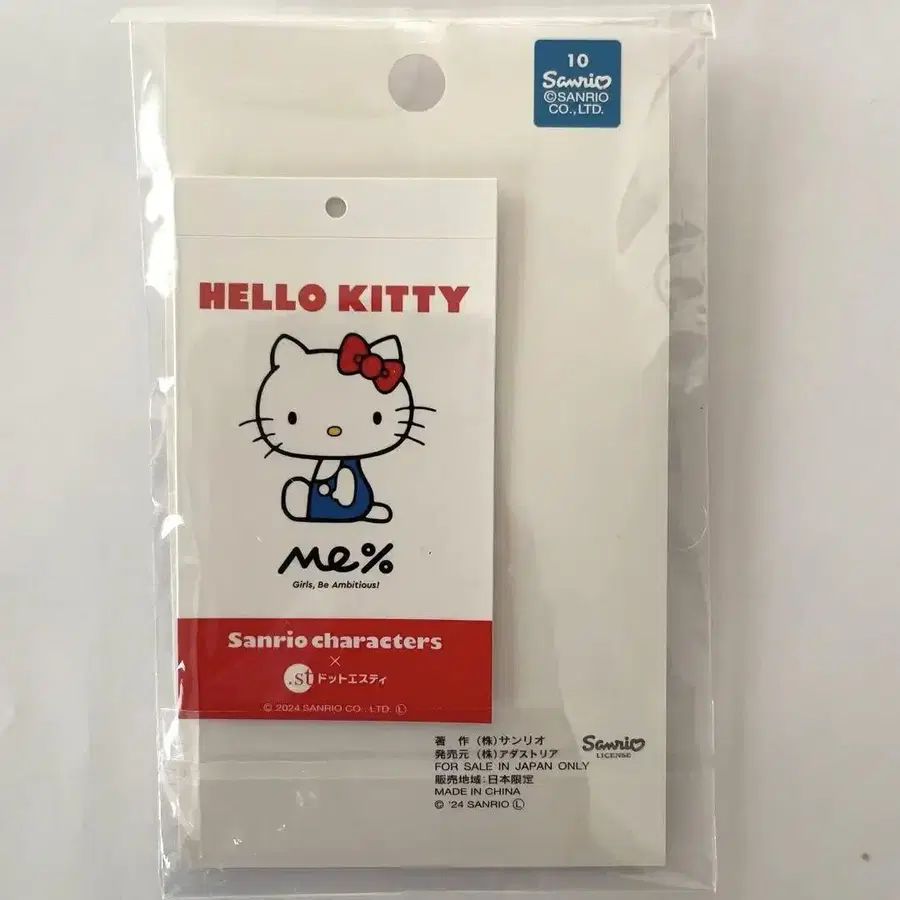 10
Sanrio
©SANRIO
CO.,LTD.
HELLO KITTY
Me%
Girls, Be Ambitious!
Sanrio characters
×
.st ドットエスティ
© 2024 SANRIO CO., LTD. Ⓛ
著 作 (株)サンリオ
発売元 (株)アダストリア
FOR SALE IN JAPAN ONLY
販売地域:日本限定
MADE IN CHINA
© '24 SANRIO Ⓛ
Sanrio
LICENSE